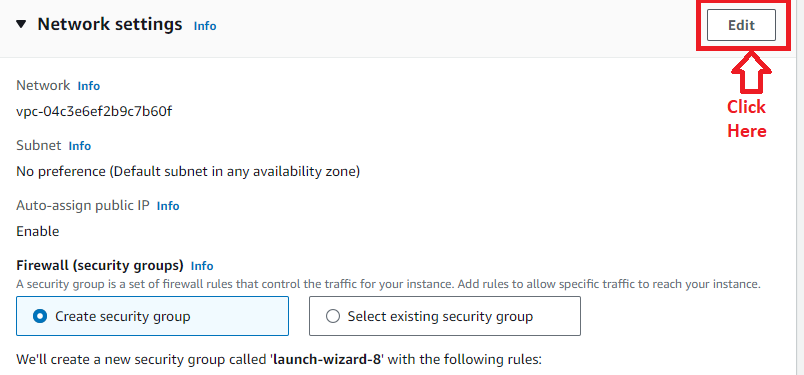 Network settings Info
Edit
Click
Here
Network Info
vpc-04c3e6ef2b9c7b60f
Subnet Info
No preference (Default subnet in any availability zone)
Auto-assign public IP Info
Enable
Firewall (security groups) Info
A security group is a set of firewall rules that control the traffic for your instance. Add rules to allow specific traffic to reach your instance.
Create security group
Select existing security group
We'll create a new security group called 'launch-wizard-8' with the following rules: